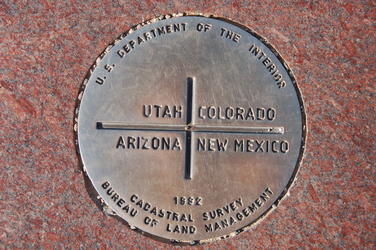 U. S. DEPARTMENT OF THE INTERIOR
UTAH COLORADO
ARIZONA NEW MEXICO
1992
CADASTRAL SURVEY
BUREAU OF LAND MANAGEMENT